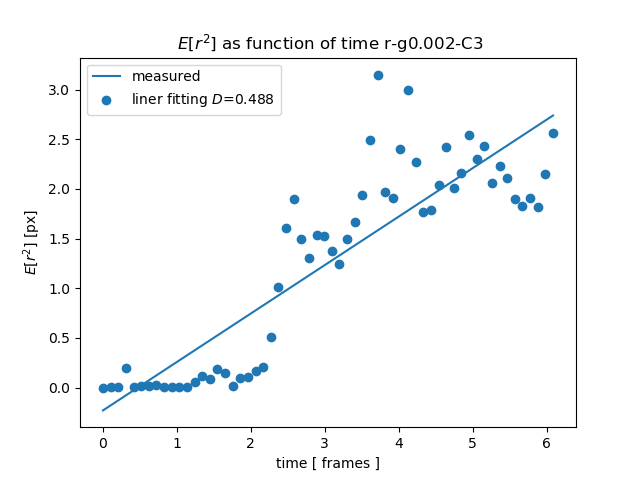 E[r²] as function of time r-g0.002-C3
measured
liner fitting D=0.488
3.0
2.5
2.0
1.5
1.0
0.5
0.0
E[r²] [px]
0 1 2 3 4 5 6
time [ frames ]